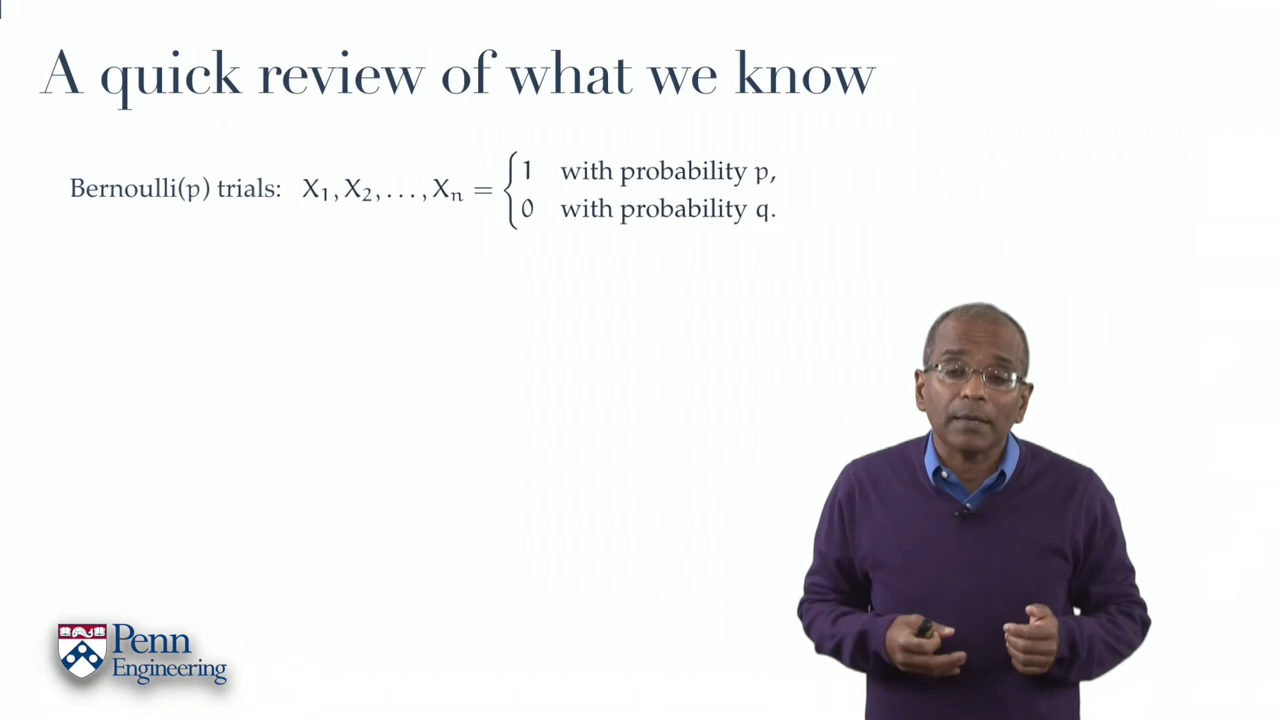 A quick review of what we know
Bernoulli(p) trials: X₁, X₂, . . . , Xₙ = { 1 with probability p,
0 with probability q.
Penn
Engineering